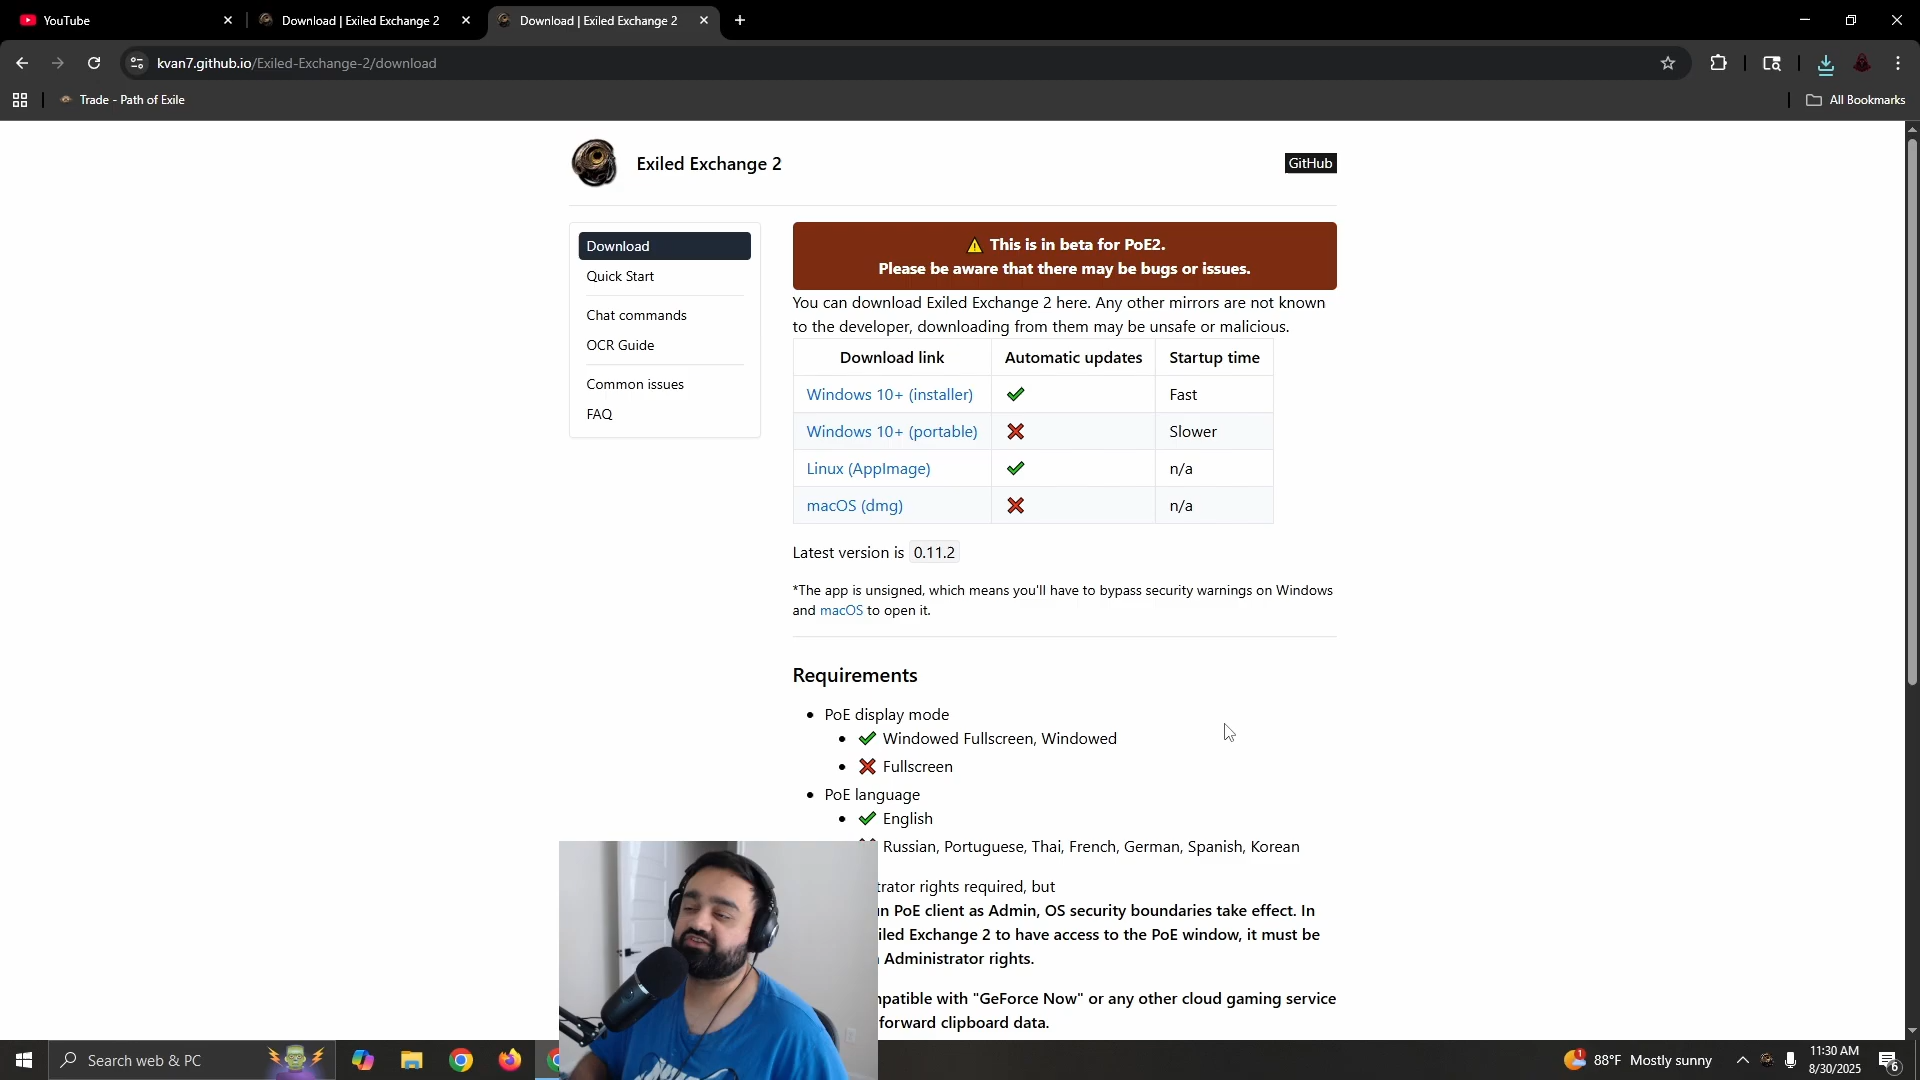 YouTube
Download | Exiled Exchange 2
Download | Exiled Exchange 2
kvan7.github.io/Exiled-Exchange-2/download
Trade - Path of Exile
All Bookmarks
Exiled Exchange 2
GitHub
Download
Quick Start
Chat commands
OCR Guide
Common issues
FAQ
⚠️ This is in beta for PoE2.
Please be aware that there may be bugs or issues.
You can download Exiled Exchange 2 here. Any other mirrors are not known
to the developer, downloading from them may be unsafe or malicious.
Download link Automatic updates Startup time
Windows 10+ (installer) ✔ Fast
Windows 10+ (portable) ❌ Slower
Linux (AppImage) ✔ n/a
macOS (dmg) ❌ n/a
Latest version is 0.11.2
*The app is unsigned, which means you'll have to bypass security warnings on Windows
and macOS to open it.
Requirements
• PoE display mode
• ✔ Windowed Fullscreen, Windowed
• ❌ Fullscreen
• PoE language
• ✔ English
Russian, Portuguese, Thai, French, German, Spanish, Korean
trator rights required, but
un PoE client as Admin, OS security boundaries take effect. In
iled Exchange 2 to have access to the PoE window, it must be
Administrator rights.
mpatible with "GeForce Now" or any other cloud gaming service
forward clipboard data.
Search web & PC
1
88°F Mostly sunny
11:30 AM
8/30/2025
6